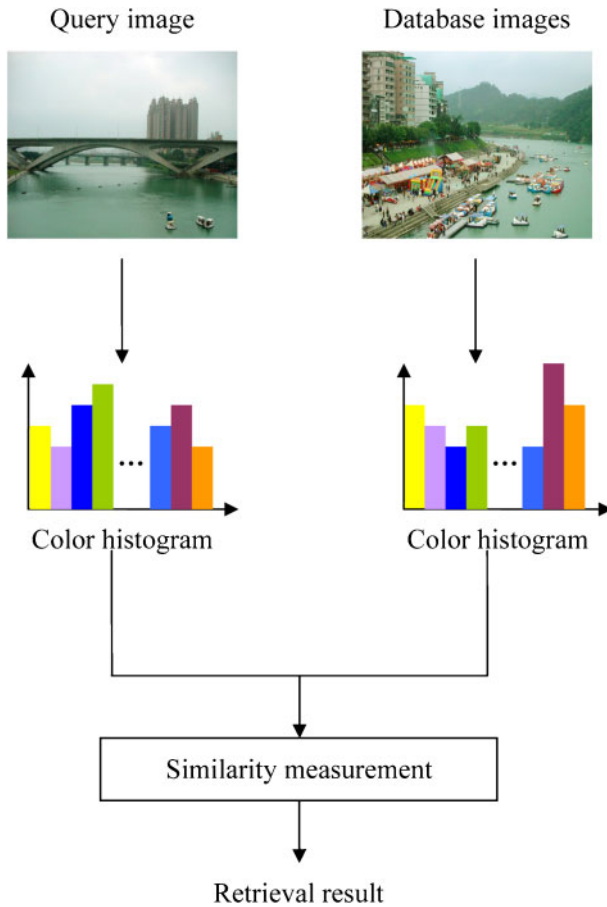 Query image
Database images
...
...
Color histogram
Color histogram
Similarity measurement
Retrieval result